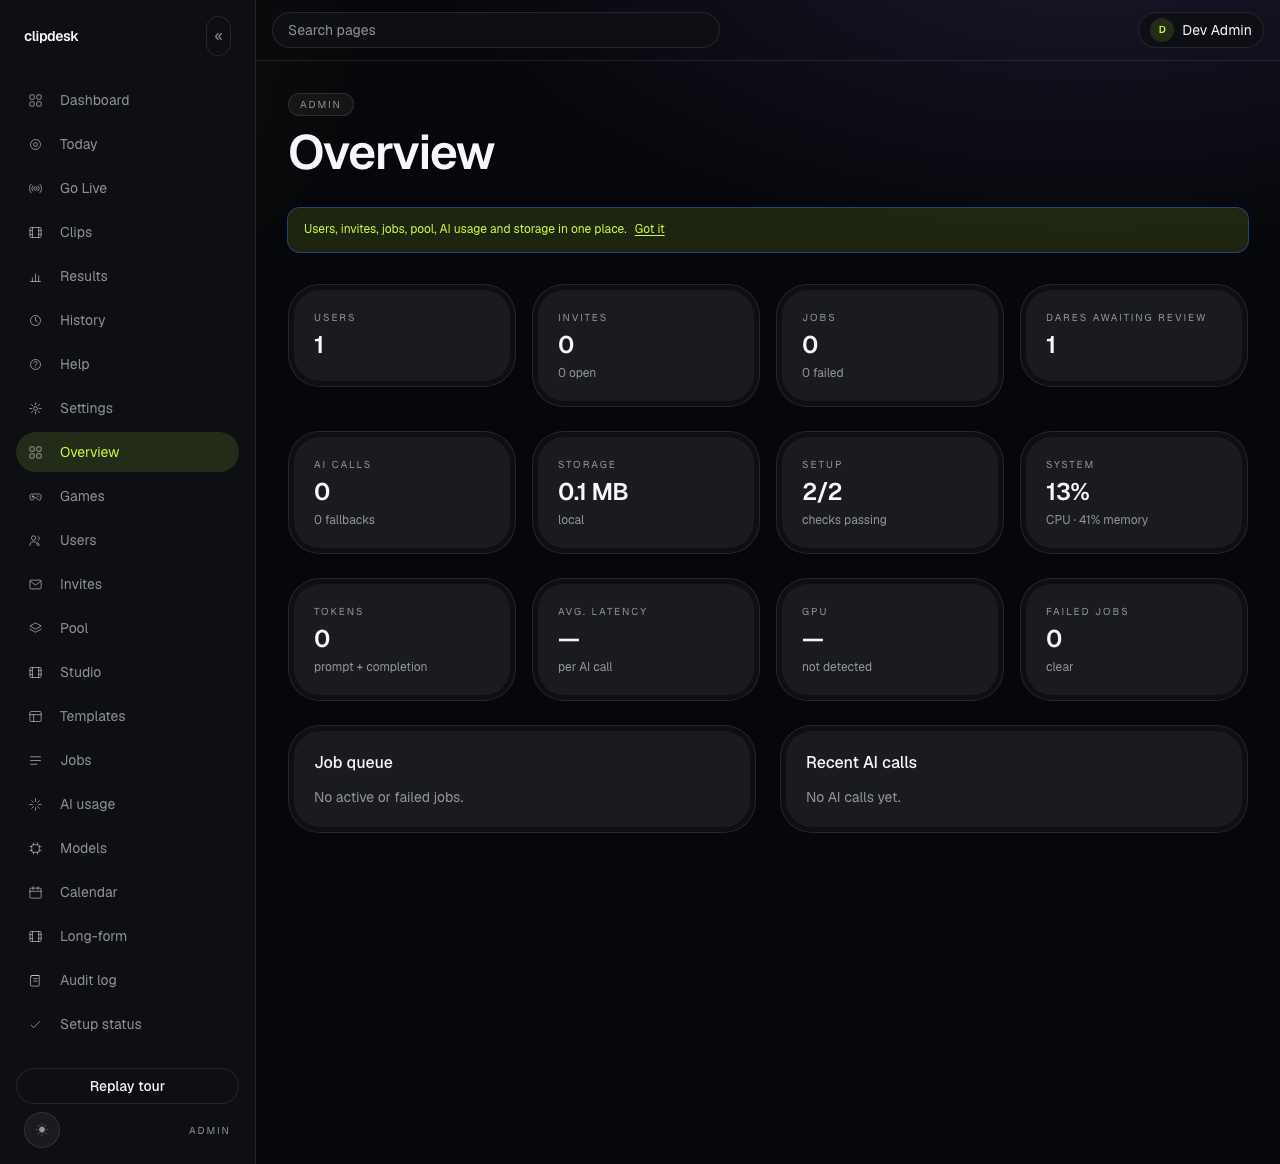 clipdesk
«
Search pages
D
Dev Admin
Dashboard
Today
Go Live
Clips
Results
History
Help
Settings
Overview
Games
Users
Invites
Pool
Studio
Templates
Jobs
AI usage
Models
Calendar
Long-form
Audit log
Setup status
Replay tour
ADMIN
ADMIN
Overview
Users, invites, jobs, pool, AI usage and storage in one place. Got it
USERS
1
INVITES
0
0 open
JOBS
0
0 failed
DARES AWAITING REVIEW
1
AI CALLS
0
0 fallbacks
STORAGE
0.1 MB
local
SETUP
2/2
checks passing
SYSTEM
13%
CPU · 41% memory
TOKENS
0
prompt + completion
AVG. LATENCY
—
per AI call
GPU
—
not detected
FAILED JOBS
0
clear
Job queue
No active or failed jobs.
Recent AI calls
No AI calls yet.